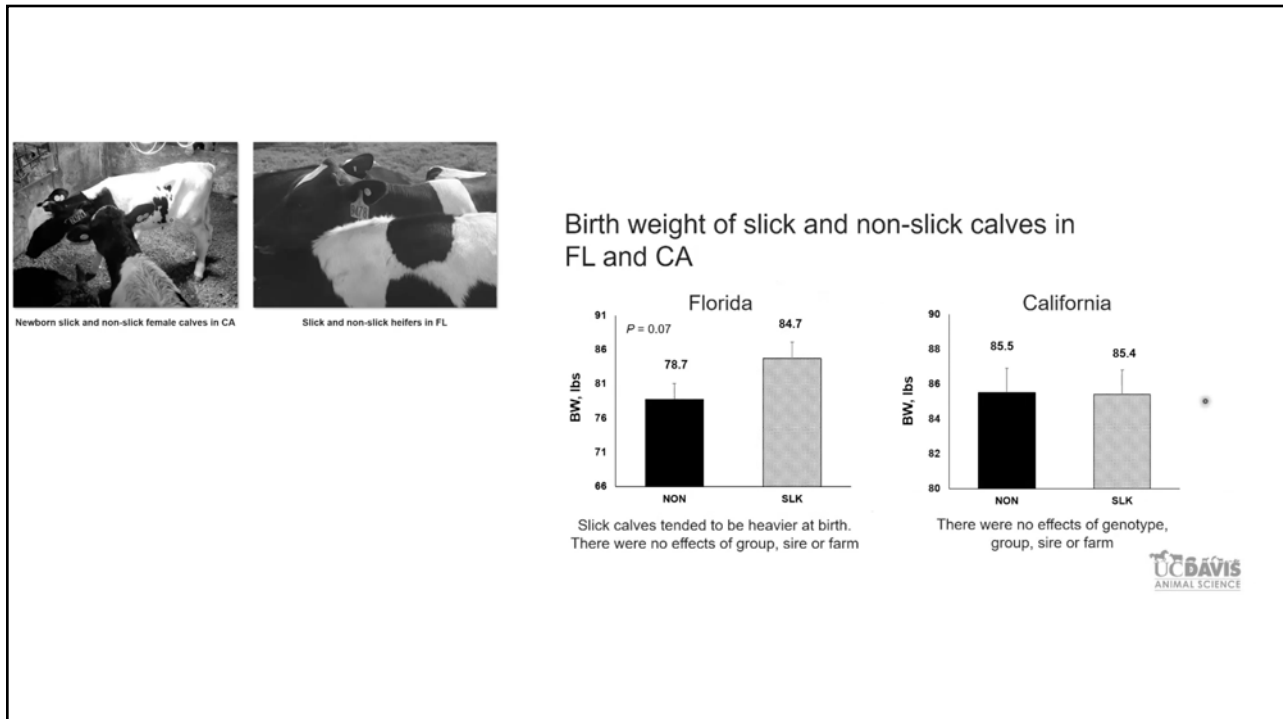 Newborn slick and non-slick female calves in CA
Slick and non-slick heifers in FL
Birth weight of slick and non-slick calves in
FL and CA
Florida
BW, lbs
91
86
81
76
71
66
P = 0.07
78.7
84.7
NON
SLK
Slick calves tended to be heavier at birth.
There were no effects of group, sire or farm
California
BW, lbs
90
88
86
84
82
80
85.5
85.4
NON
SLK
There were no effects of genotype,
group, sire or farm
UC DAVIS
ANIMAL SCIENCE